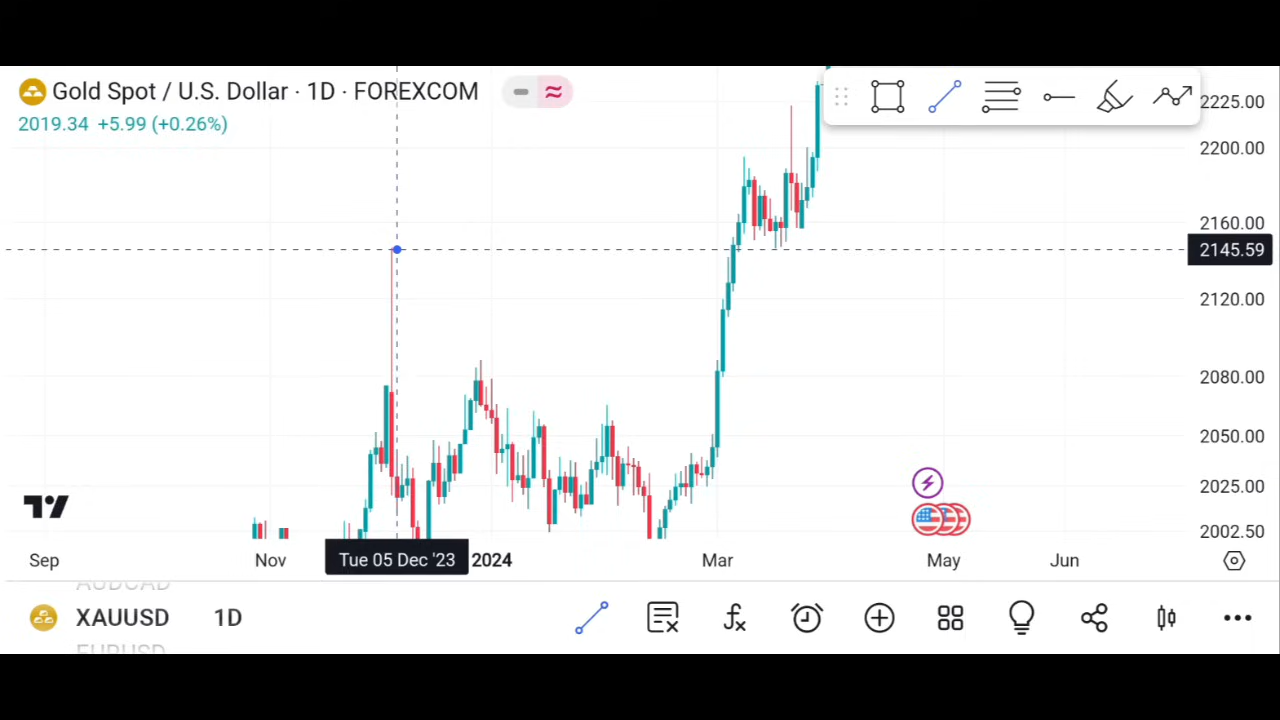 Gold Spot / U.S. Dollar · 1D · FOREXCOM
2019.34 +5.99 (+0.26%)
2225.00
2200.00
2160.00
2145.59
2120.00
2080.00
2050.00
2025.00
2002.50
Sep Nov Tue 05 Dec '23 2024 Mar May Jun
AUDCAD
XAUUSD 1D
EURUSD